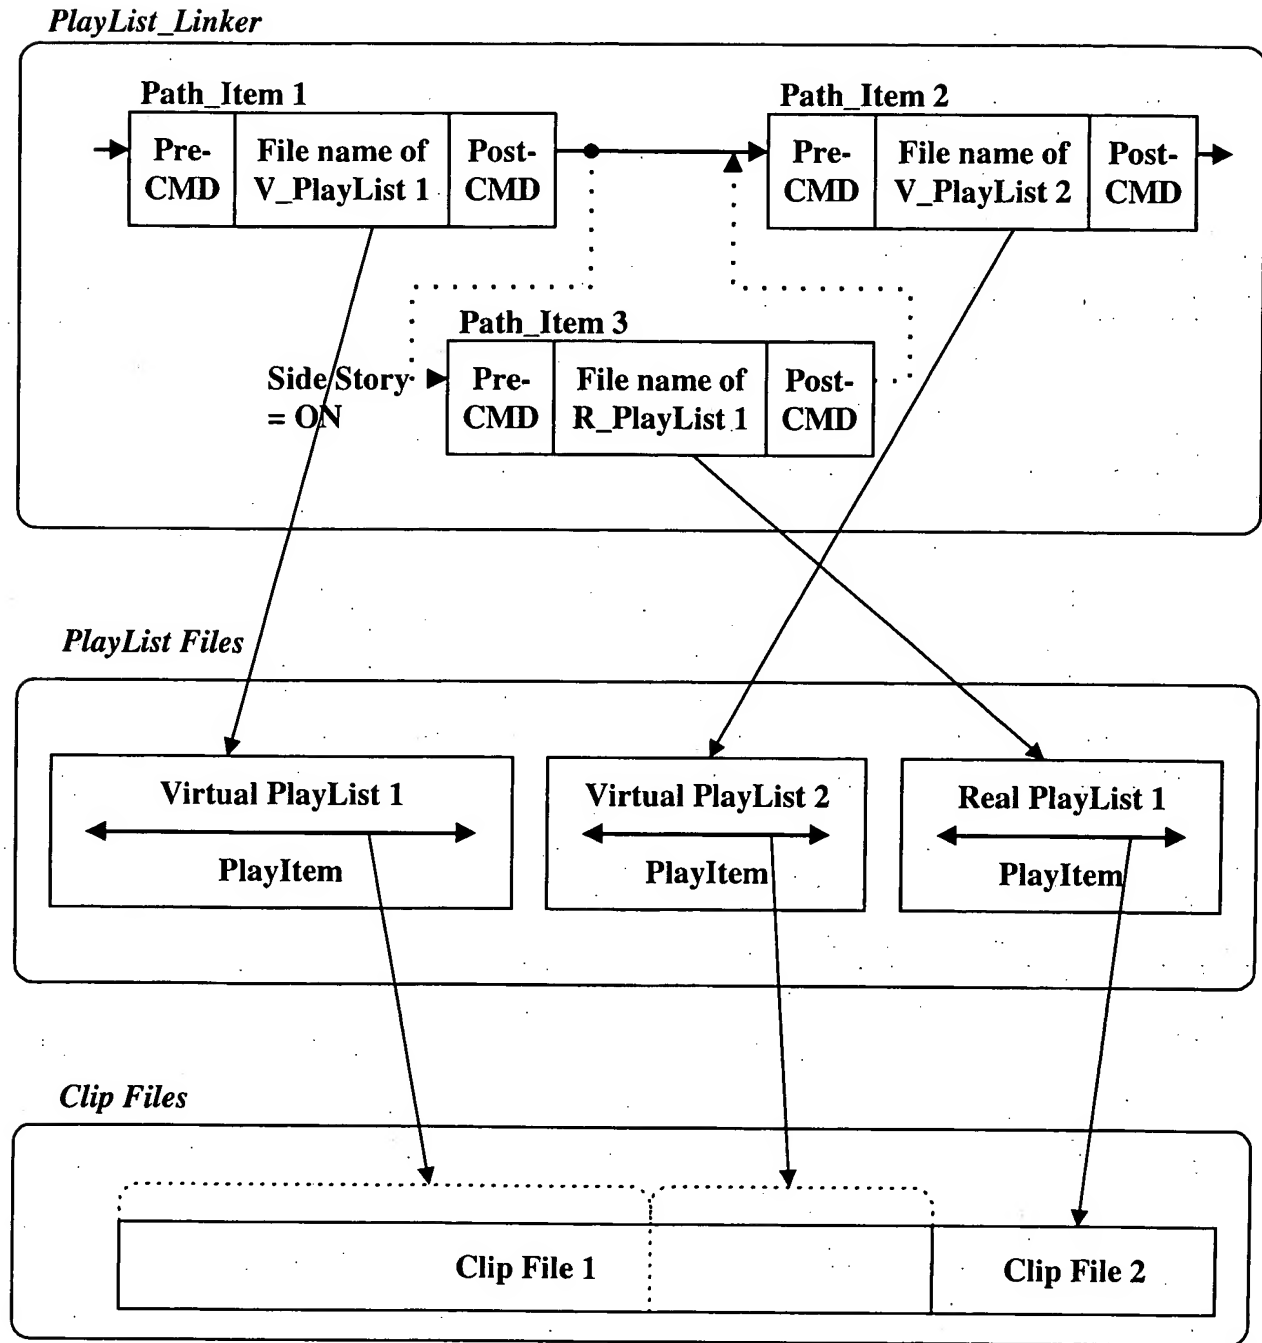 PlayList_Linker
Path_Item 1
Pre-
CMD
File name of
V_PlayList 1
Post-
CMD
Path_Item 2
Pre-
CMD
File name of
V_PlayList 2
Post-
CMD
Path_Item 3
Side Story
= ON
Pre-
CMD
File name of
R_PlayList 1
Post-
CMD
PlayList Files
Virtual PlayList 1
PlayItem
Virtual PlayList 2
PlayItem
Real PlayList 1
PlayItem
Clip Files
Clip File 1
Clip File 2